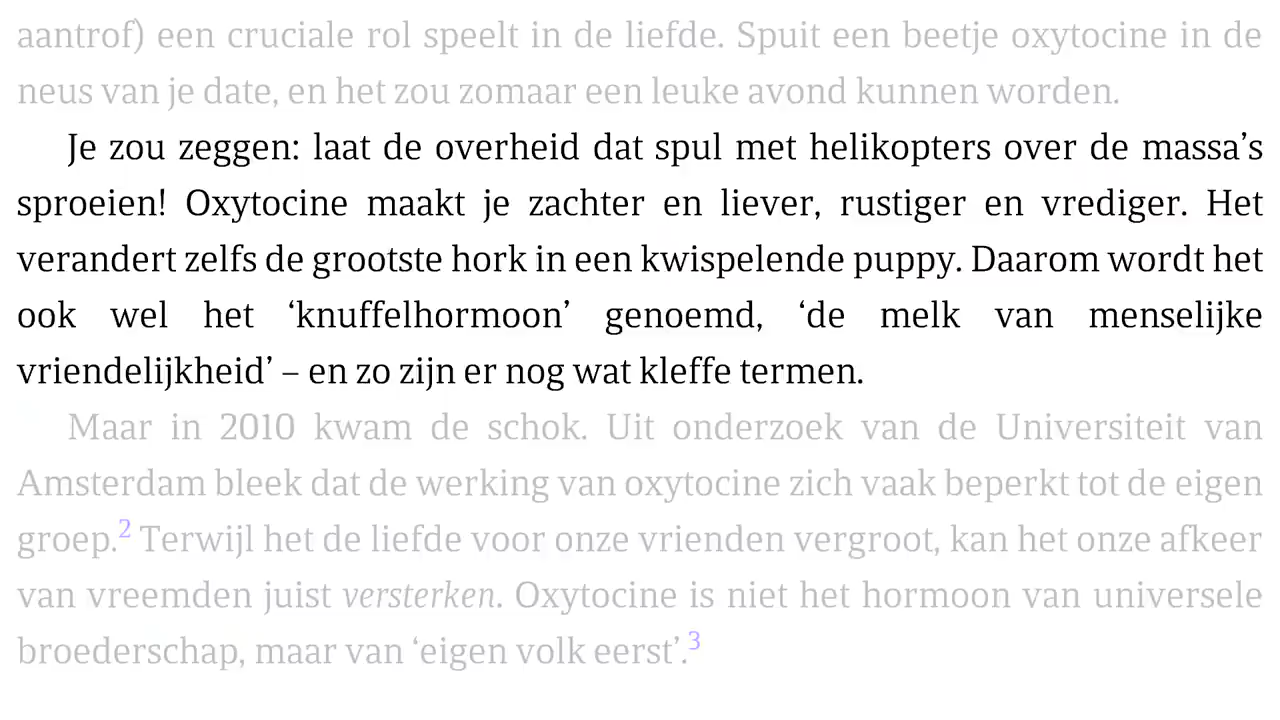 aantrof) een cruciale rol speelt in de liefde. Spuit een beetje oxytocine in de
neus van je date, en het zou zomaar een leuke avond kunnen worden.
Je zou zeggen: laat de overheid dat spul met helikopters over de massa’s
sproeien! Oxytocine maakt je zachter en liever, rustiger en vrediger. Het
verandert zelfs de grootste hork in een kwispelende puppy. Daarom wordt het
ook wel het ‘knuffelhormoon’ genoemd, ‘de melk van menselijke
vriendelijkheid’ – en zo zijn er nog wat kleffe termen.
Maar in 2010 kwam de schok. Uit onderzoek van de Universiteit van
Amsterdam bleek dat de werking van oxytocine zich vaak beperkt tot de eigen
groep.2 Terwijl het de liefde voor onze vrienden vergroot, kan het onze afkeer
van vreemden juist versterken. Oxytocine is niet het hormoon van universele
broederschap, maar van ‘eigen volk eerst’.3